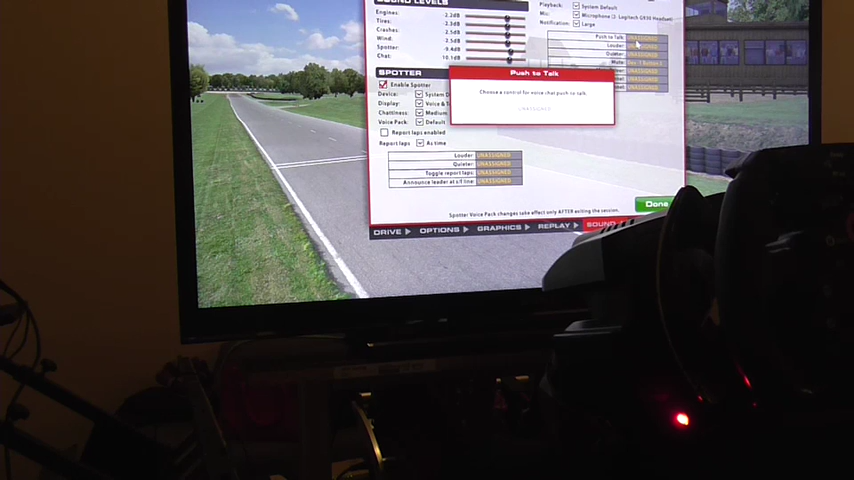 SOUND LEVELS
Engines: -2.2dB
Tires: -2.3dB
Crashes: -2.5dB
Wind: -2.5dB
Spotter: -0.4dB
Chat: 10.1dB
SPOTTER
Enable Spotter
Device: System D
Display: Voice & T
Chattiness: Medium
Voice Pack: Default
Report laps enabled
Report laps: As time
Louder: UNASSIGNED
Quieter: UNASSIGNED
Toggle report laps: UNASSIGNED
Announce leader at s/f line: UNASSIGNED
Playback: System Default
Mic: Microphone (2- Logitech G930 Headset)
Notification: Large
Push to Talk: UNASSIGNED
Louder: UNASSIGNED
Quieter: UNASSIGNED
Mute:
Push to Talk
Choose a control for voice chat push to talk.
UNASSIGNED
Done
Spotter Voice Pack changes take effect only AFTER exiting the session.
DRIVE
OPTIONS
GRAPHICS
REPLAY
SOUND